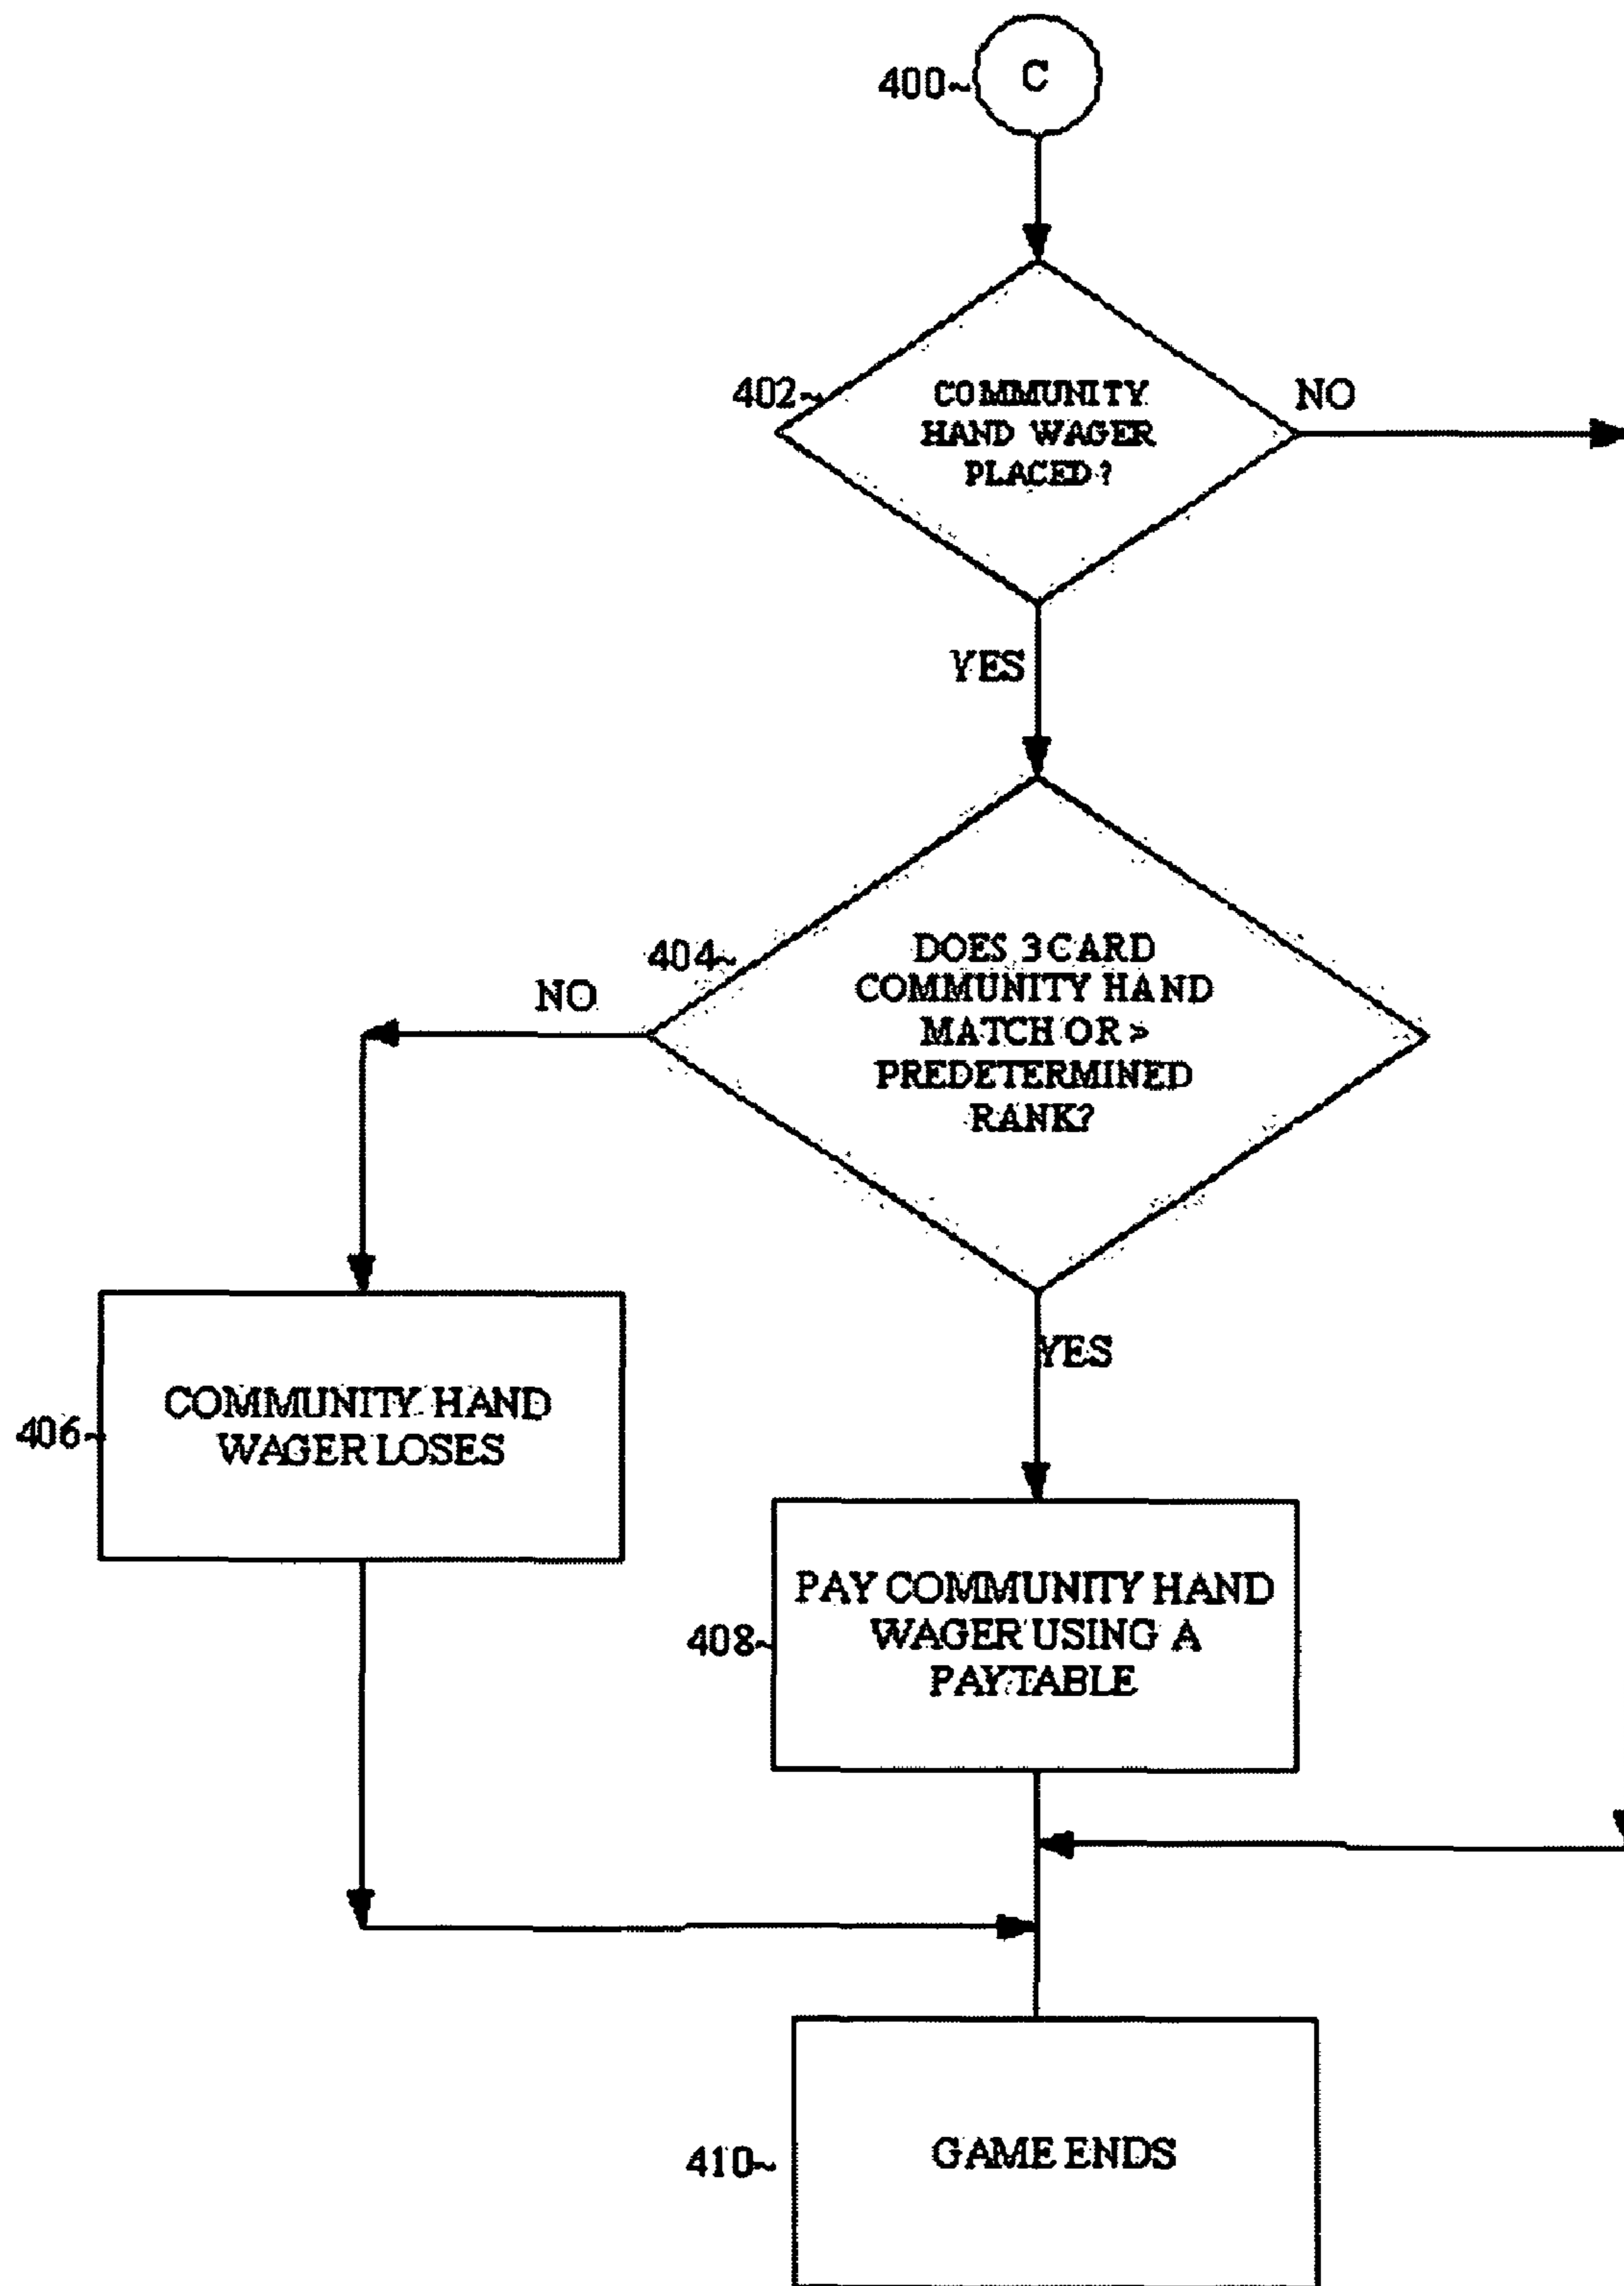 400~
C
402~
COMMUNITY
HAND WAGER
PLACED?
NO
YES
404~
DOES 3 CARD
COMMUNITY HAND
MATCH OR >
PREDETERMINED
RANK?
NO
YES
406~
COMMUNITY HAND
WAGER LOSES
408~
PAY COMMUNITY HAND
WAGER USING A
PAYTABLE
410~
GAME ENDS